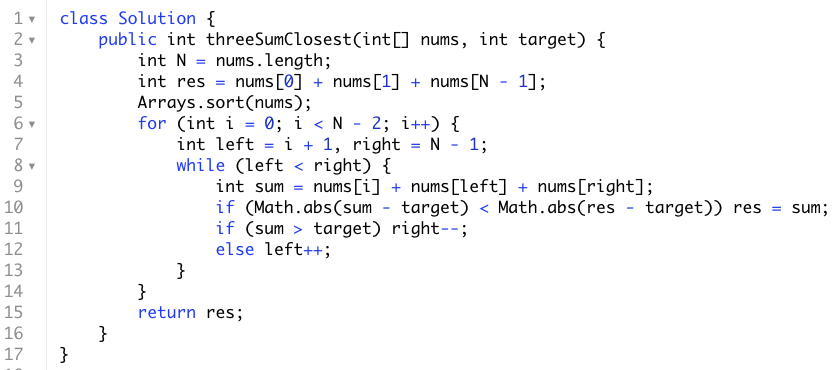 1 class Solution {
2     public int threeSumClosest(int[] nums, int target) {
3         int N = nums.length;
4         int res = nums[0] + nums[1] + nums[N - 1];
5         Arrays.sort(nums);
6         for (int i = 0; i < N - 2; i++) {
7             int left = i + 1, right = N - 1;
8             while (left < right) {
9                 int sum = nums[i] + nums[left] + nums[right];
10                 if (Math.abs(sum - target) < Math.abs(res - target)) res = sum;
11                 if (sum > target) right--;
12                 else left++;
13             }
14         }
15         return res;
16     }
17 }